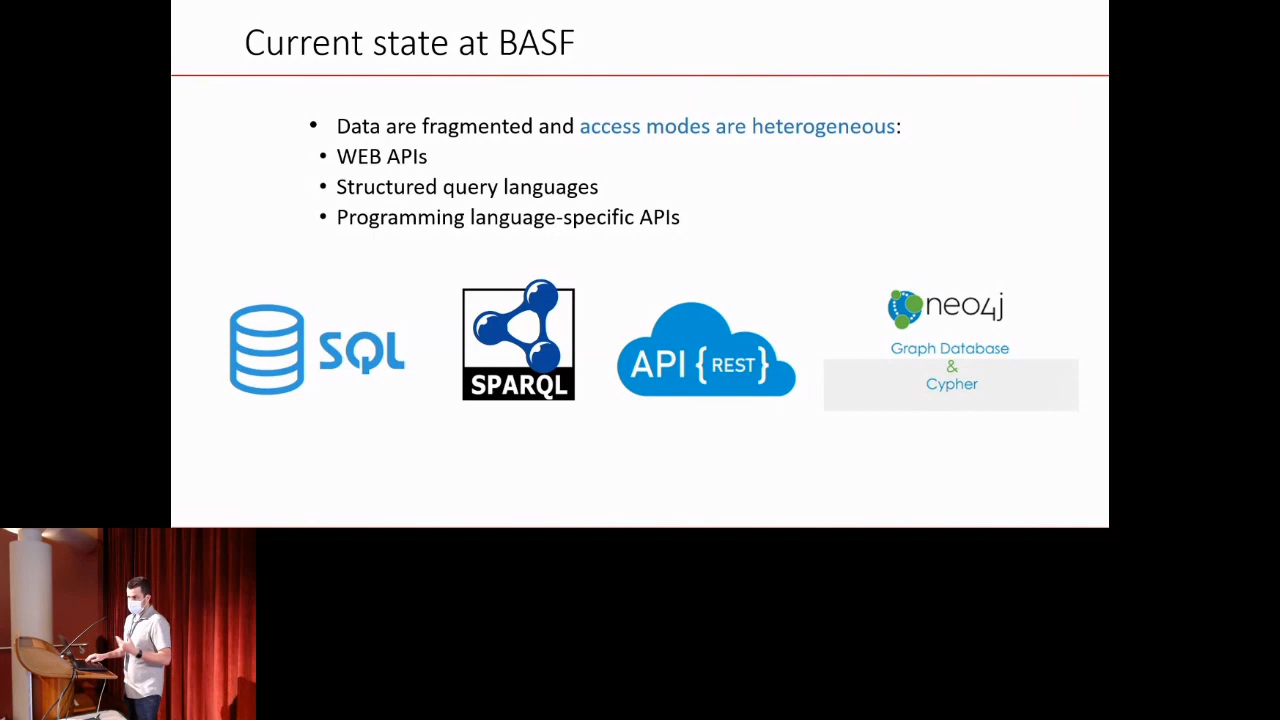 Current state at BASF
• Data are fragmented and access modes are heterogeneous:
• WEB APIs
• Structured query languages
• Programming language-specific APIs
SQL
SPARQL
API {REST}
neo4j
Graph Database
&
Cypher